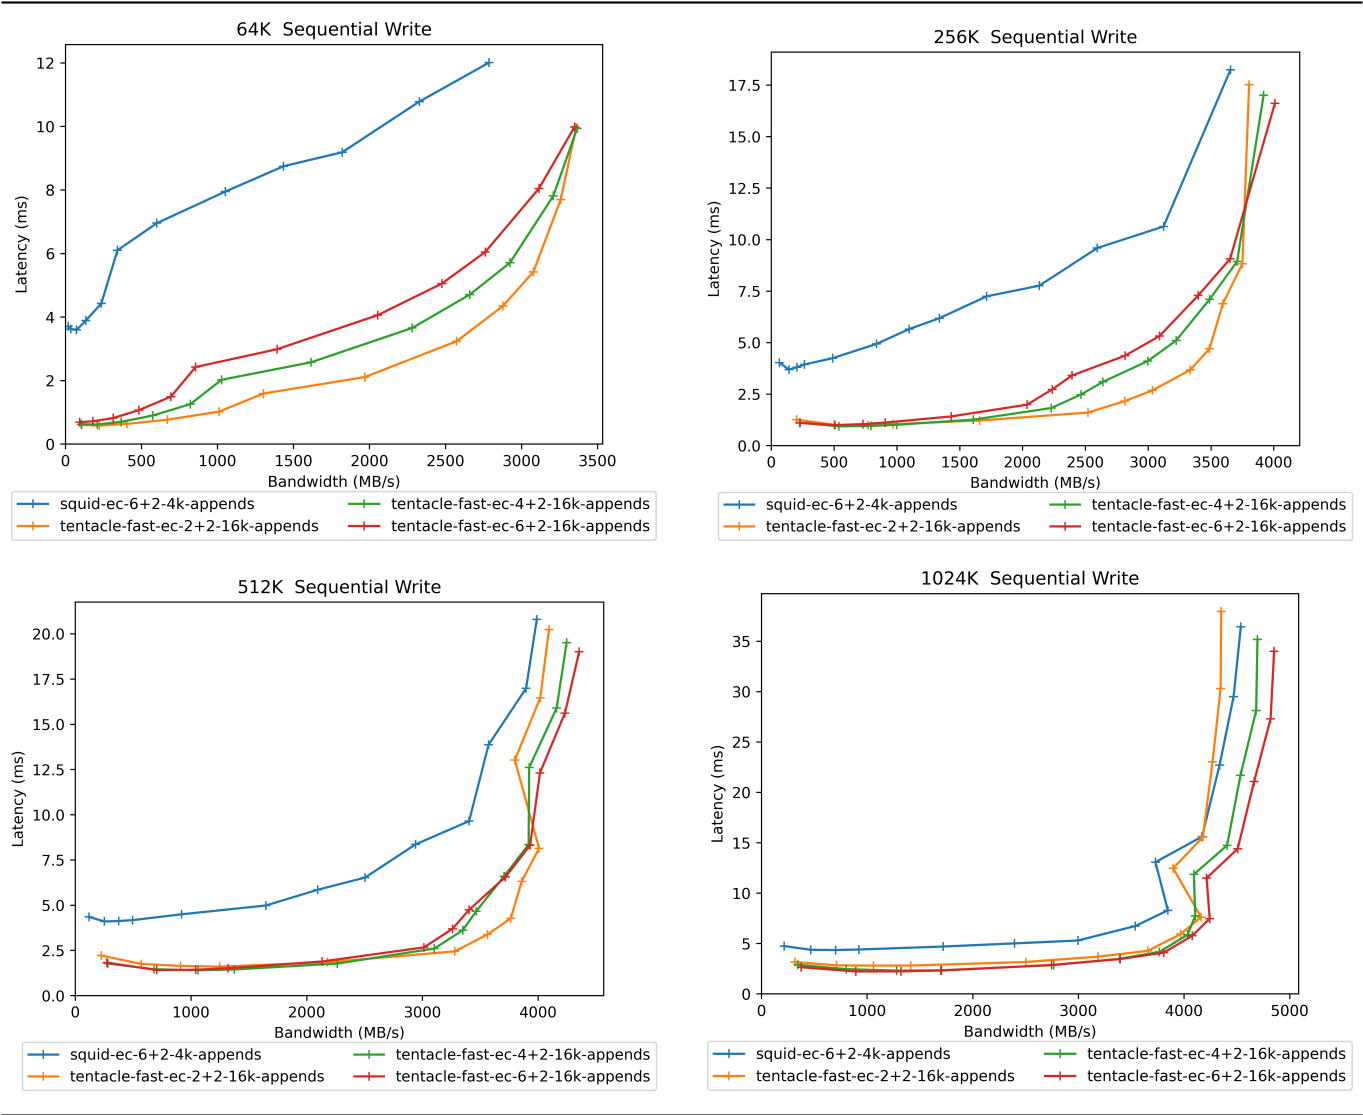 64K  Sequential Write
12
10
8
6
4
2
0
Latency (ms)
0 500 1000 1500 2000 2500 3000 3500
Bandwidth (MB/s)
squid-ec-6+2-4k-appends
tentacle-fast-ec-2+2-16k-appends
tentacle-fast-ec-4+2-16k-appends
tentacle-fast-ec-6+2-16k-appends
256K  Sequential Write
17.5
15.0
12.5
10.0
7.5
5.0
2.5
0.0
Latency (ms)
0 500 1000 1500 2000 2500 3000 3500 4000
Bandwidth (MB/s)
squid-ec-6+2-4k-appends
tentacle-fast-ec-2+2-16k-appends
tentacle-fast-ec-4+2-16k-appends
tentacle-fast-ec-6+2-16k-appends
512K  Sequential Write
20.0
17.5
15.0
12.5
10.0
7.5
5.0
2.5
0.0
Latency (ms)
0 1000 2000 3000 4000
Bandwidth (MB/s)
squid-ec-6+2-4k-appends
tentacle-fast-ec-2+2-16k-appends
tentacle-fast-ec-4+2-16k-appends
tentacle-fast-ec-6+2-16k-appends
1024K  Sequential Write
35
30
25
20
15
10
5
0
Latency (ms)
0 1000 2000 3000 4000 5000
Bandwidth (MB/s)
squid-ec-6+2-4k-appends
tentacle-fast-ec-2+2-16k-appends
tentacle-fast-ec-4+2-16k-appends
tentacle-fast-ec-6+2-16k-appends